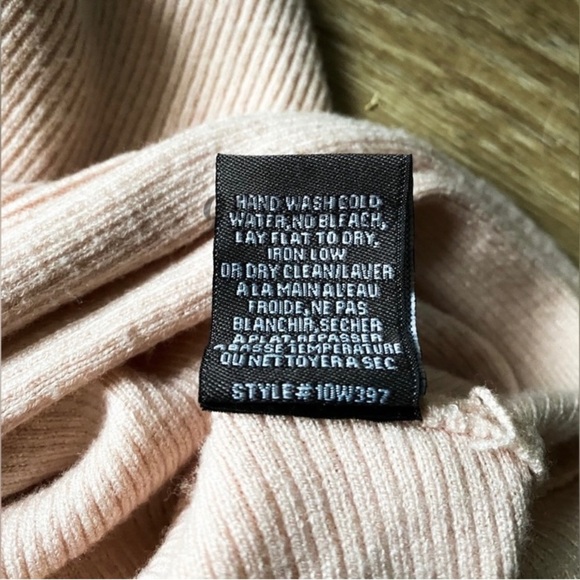 HAND WASH COLD
WATER, NO BLEACH,
LAY FLAT TO DRY,
IRON LOW
OR DRY CLEAN/LAVER
A LA MAIN A L'EAU
FROIDE, NE PAS
BLANCHIR, SECHER
A PLAT, REPASSER
A BASSE TEMPERATURE
OU NETTOYER A SEC
STYLE#10W397